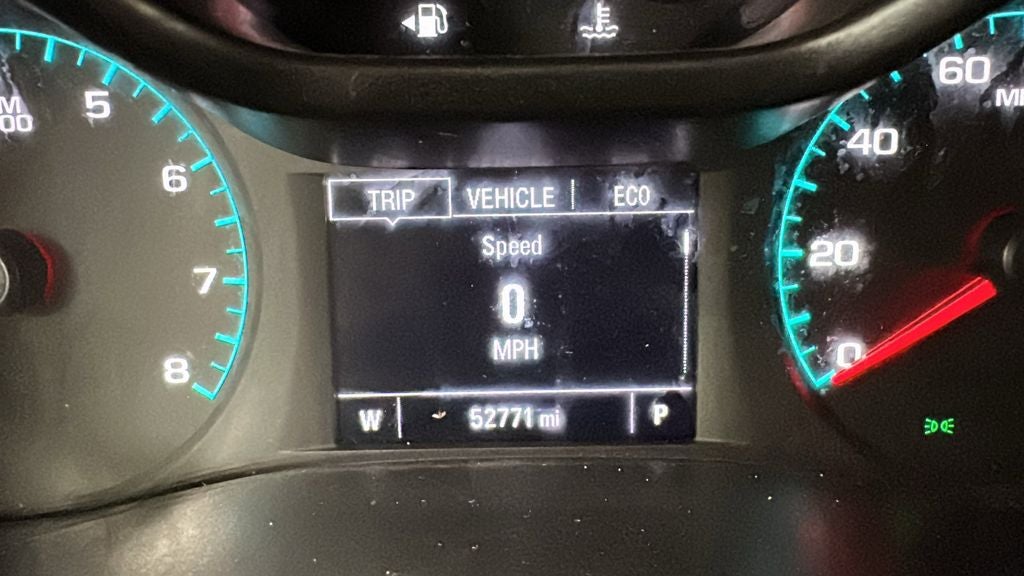 5
6
7
8
TRIP VEHICLE ECO
Speed
0
MPH
W 52771 mi P
60
40
20
0